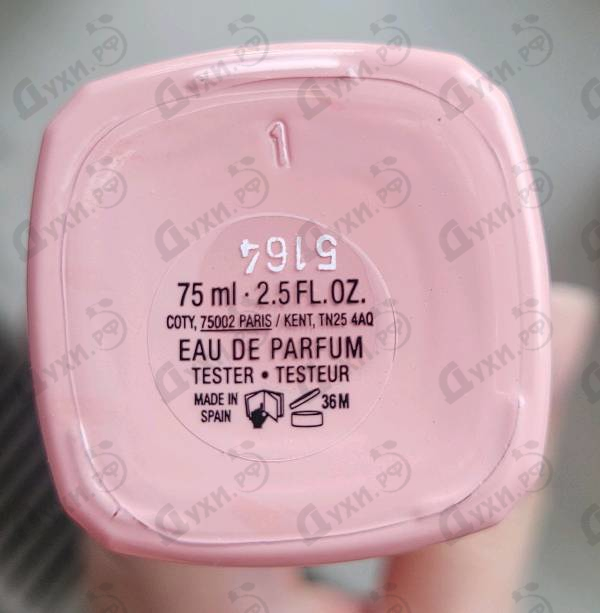 1
5164
75 ml · 2.5 FL.OZ.
COTY, 75002 PARIS / KENT, TN25 4AQ
EAU DE PARFUM
TESTER • TESTEUR
MADE IN
SPAIN
36 M
Духи.рф